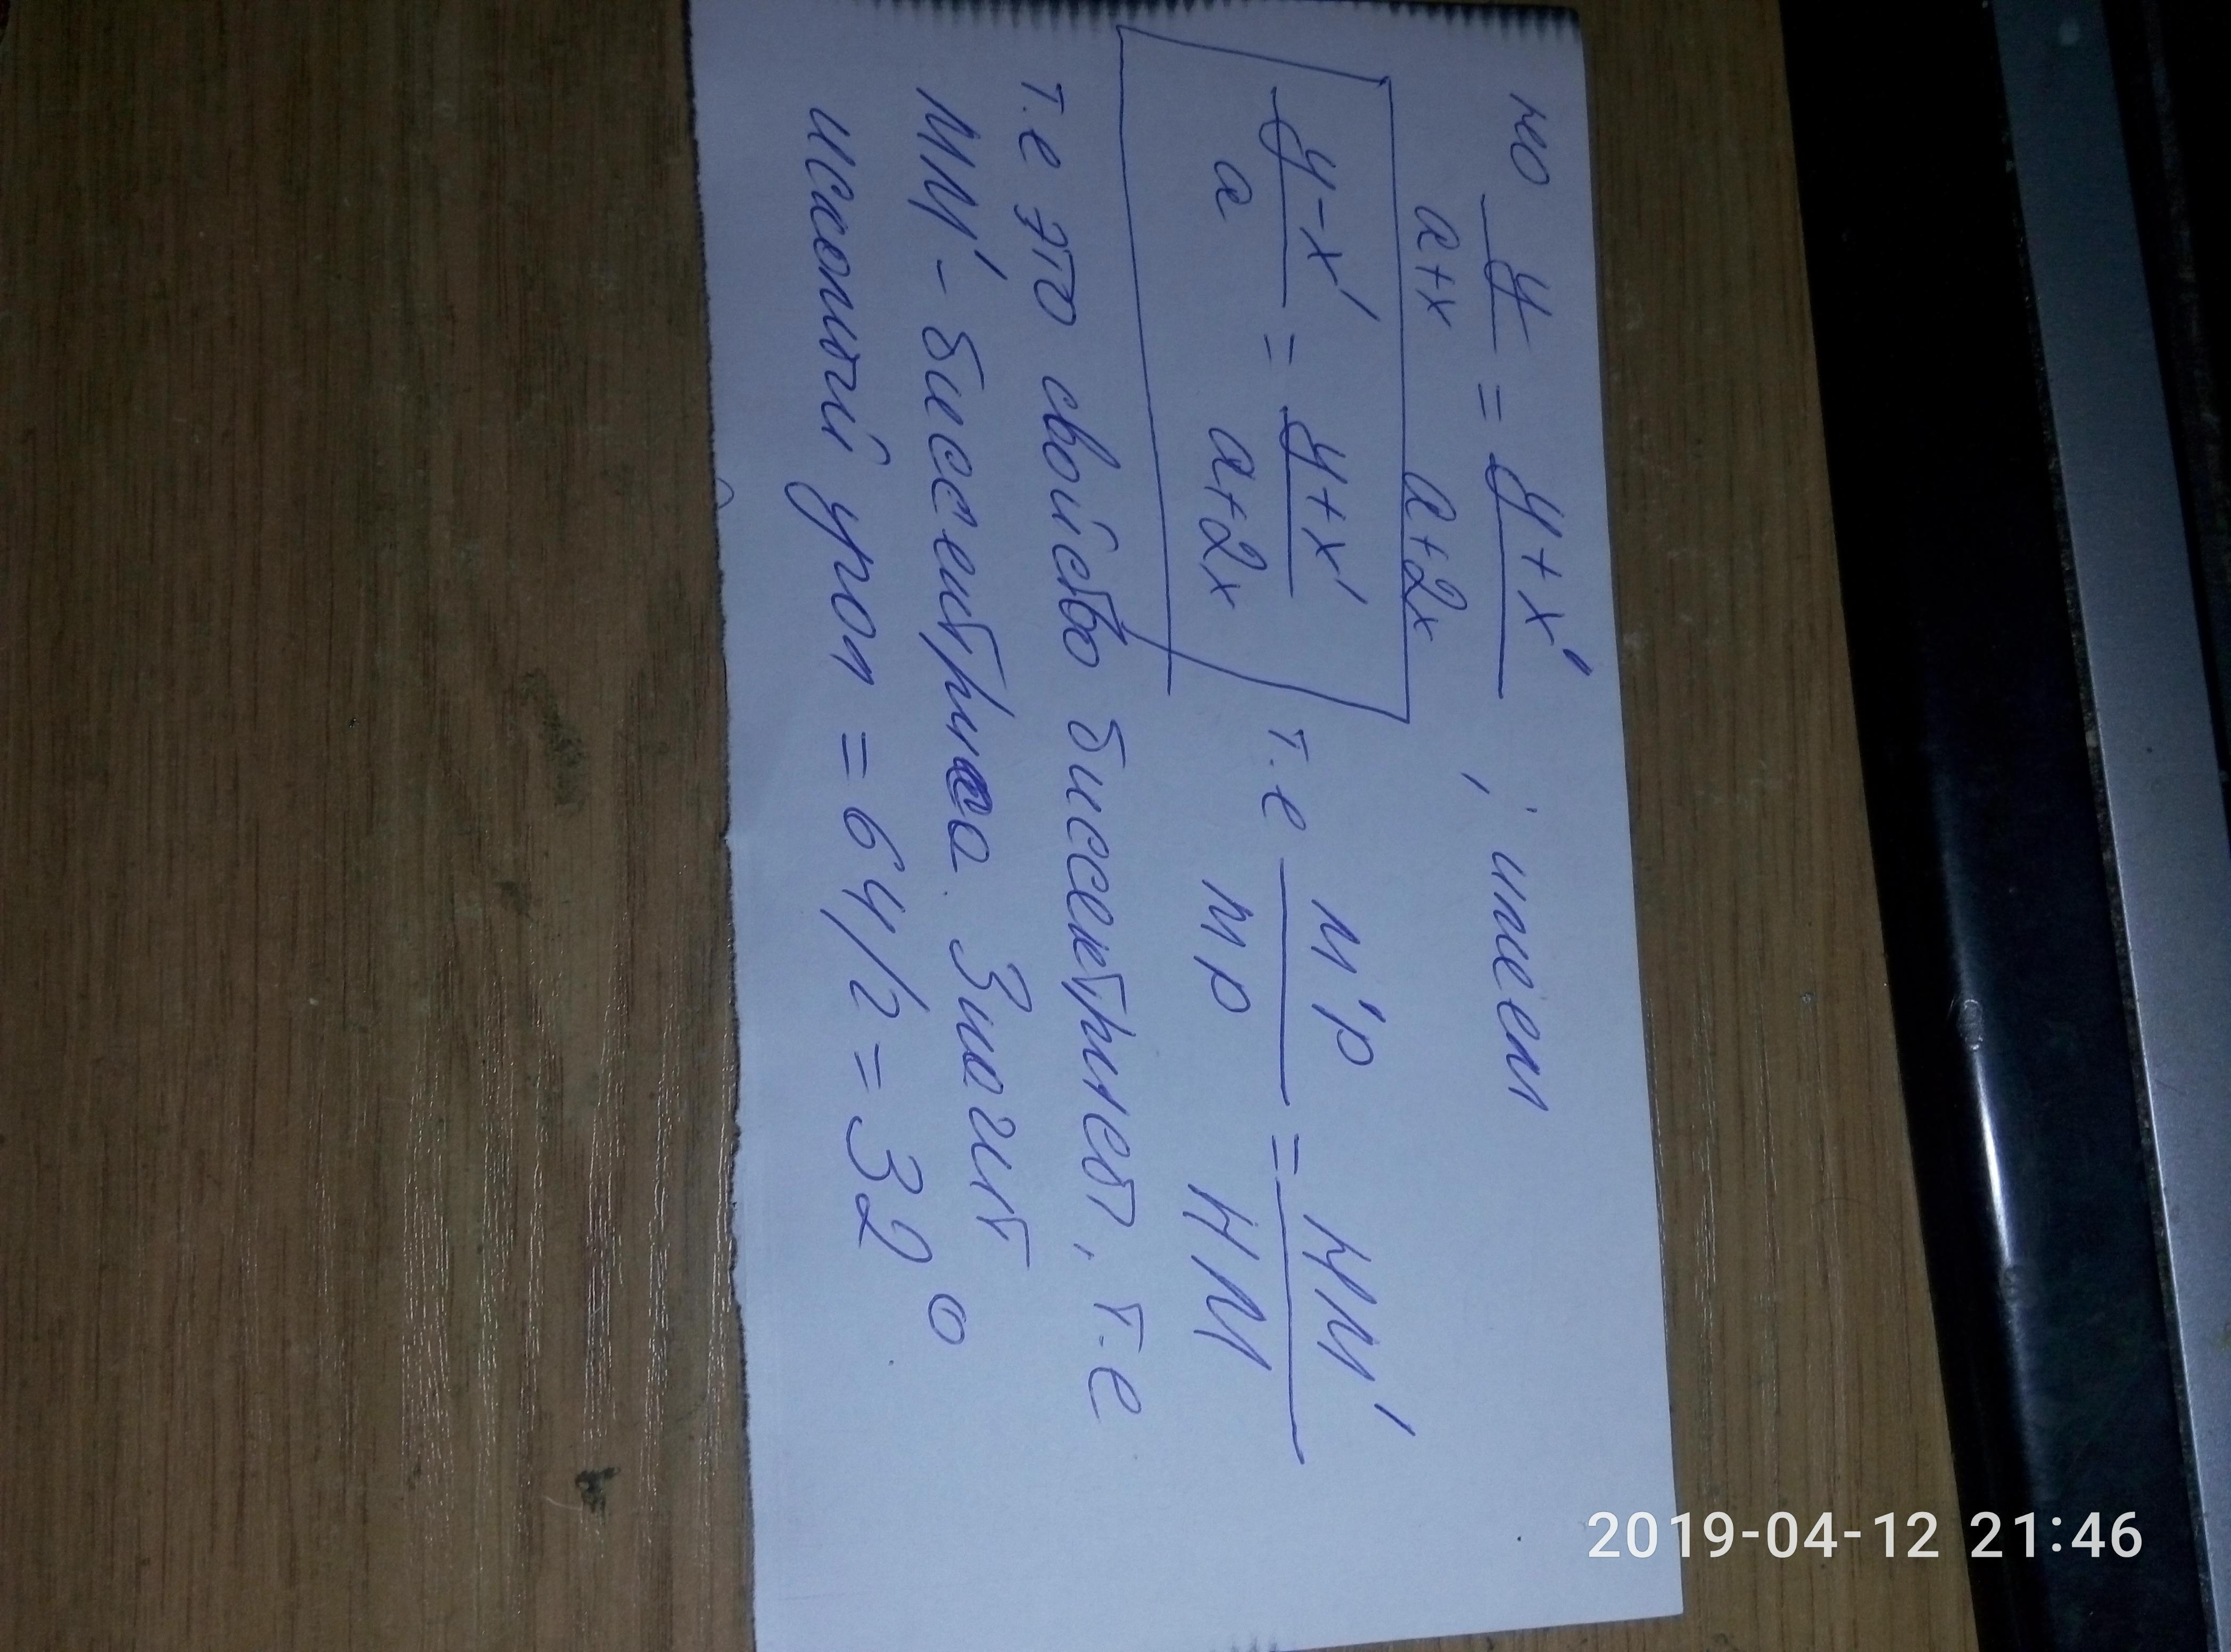 но y/(a+x) = (y+x')/(a+2x) ; имеем
(y-x')/a = (y+x')/(a+2x) т.е M'P/MP = HM'/HM
т.е это свойство биссектрисы, т.е
MM' - биссектриса. Значит
искомый угол = 64/2 = 32°
2019-04-12 21:46